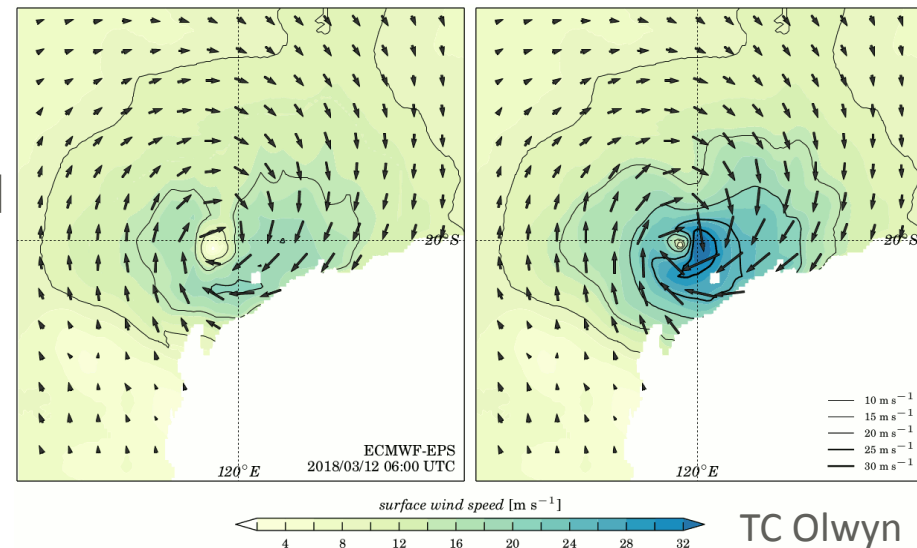 20°S
20°S
ECMWF-EPS
2018/03/12 06:00 UTC
120°E
120°E
10 m s⁻¹
15 m s⁻¹
20 m s⁻¹
25 m s⁻¹
30 m s⁻¹
surface wind speed [m s⁻¹]
4 8 12 16 20 24 28 32
TC Olwyn